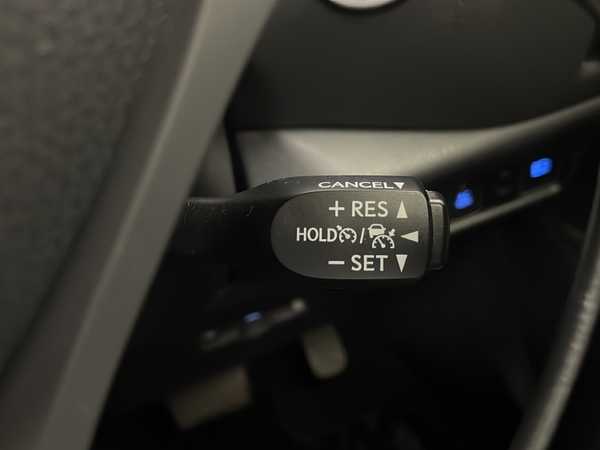 CANCEL▼
+ RES ▲
HOLD / ◀
− SET ▼